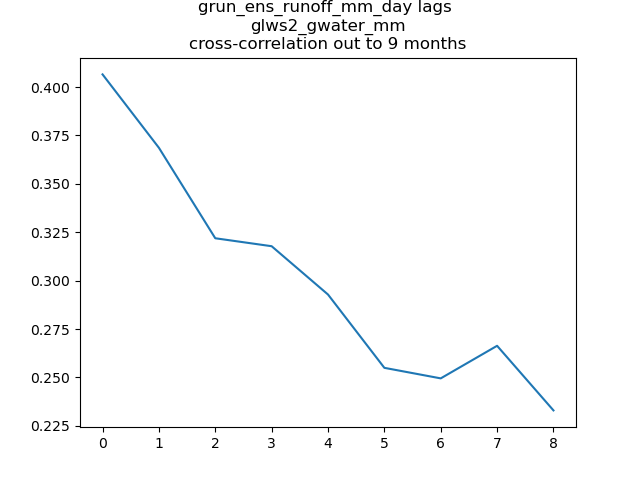 grun_ens_runoff_mm_day lags
glws2_gwater_mm
cross-correlation out to 9 months
0.400
0.375
0.350
0.325
0.300
0.275
0.250
0.225
0 1 2 3 4 5 6 7 8